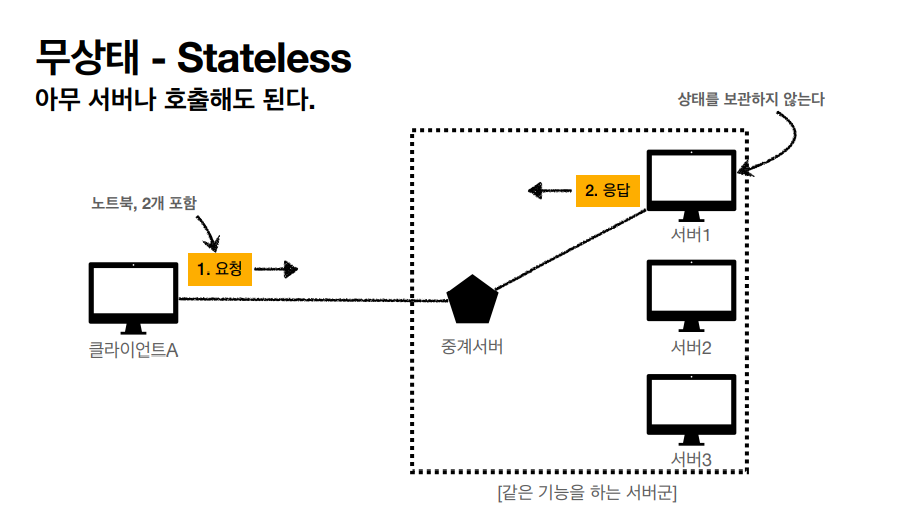 무상태 - Stateless
아무 서버나 호출해도 된다.
상태를 보관하지 않는다
2. 응답
노트북, 2개 포함
서버1
1. 요청
클라이언트A
중계서버
서버2
서버3
[같은 기능을 하는 서버군]